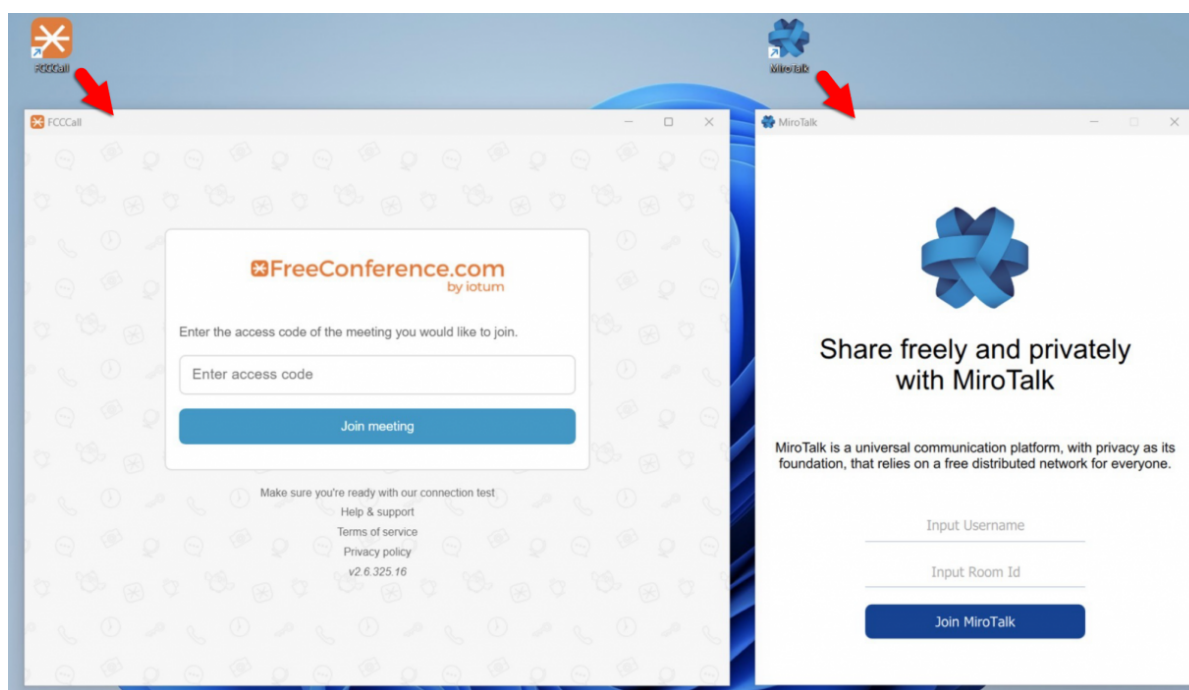 FCCCall
MiroTalk
FCCCall
FreeConference.com
by iotum
Enter the access code of the meeting you would like to join.
Enter access code
Join meeting
Make sure you're ready with our connection test
Help & support
Terms of service
Privacy policy
v2.6.325.16
MiroTalk
Share freely and privately
with MiroTalk
MiroTalk is a universal communication platform, with privacy as its
foundation, that relies on a free distributed network for everyone.
Input Username
Input Room Id
Join MiroTalk